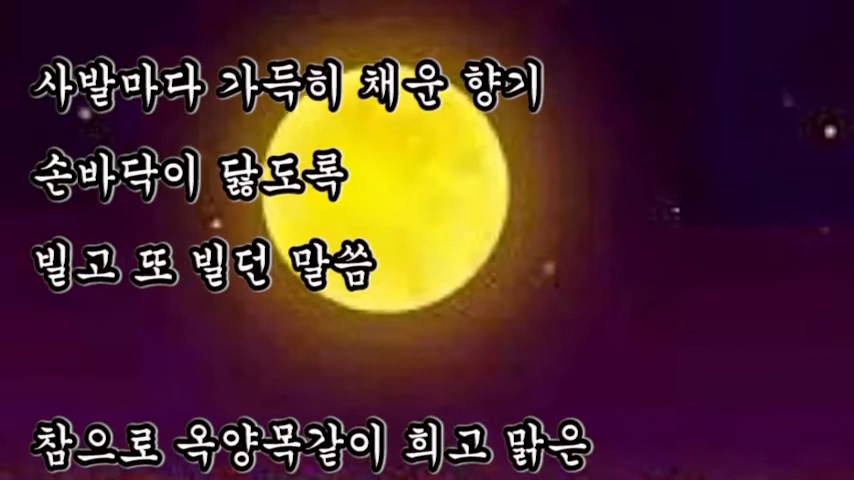 사발마다 가득히 채운 향기
손바닥이 닳도록
빌고 또 빌던 말씀
참으로 옥양목같이 희고 맑은